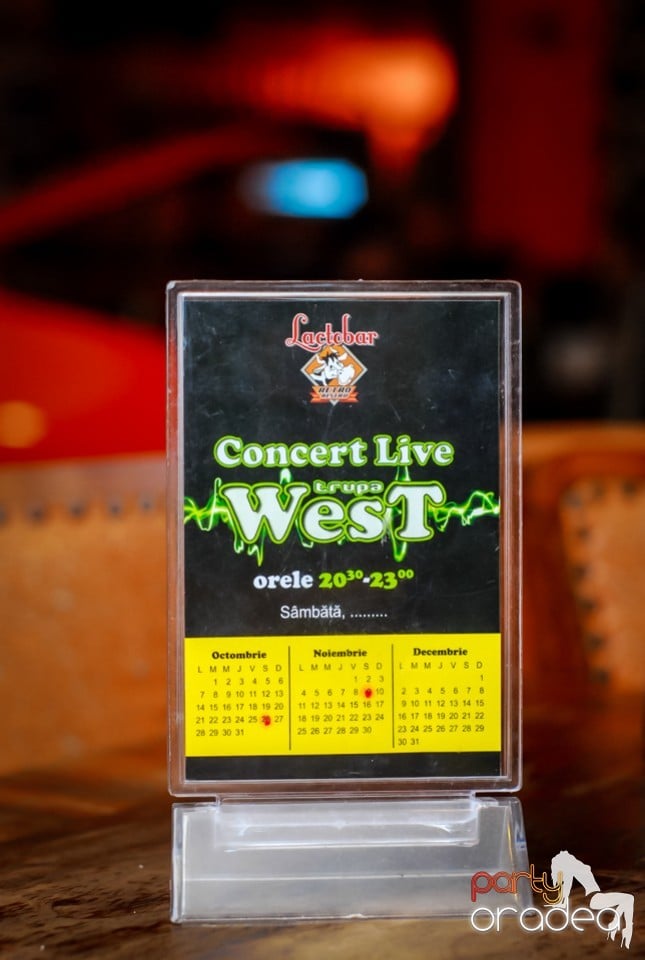 Lactobar
RETRO
BISTRO
Concert Live
trupa
WesT
orele 20³⁰-23⁰⁰
Sâmbătă, .........
Octombrie
L M M J V S D
1 2 3 4 5 6
7 8 9 10 11 12 13
14 15 16 17 18 19 20
21 22 23 24 25 27
28 29 30 31
Noiembrie
L M M J V S D
1 2 3
4 5 6 7 8 10
11 12 13 14 15 16 17
18 19 20 21 22 23 24
25 26 27 28 29 30
Decembrie
L M M J V S D
1
2 3 4 5 6 7 8
9 10 11 12 13 14 15
16 17 18 19 20 21 22
23 24 25 26 27 28 29
30 31
party
oradea